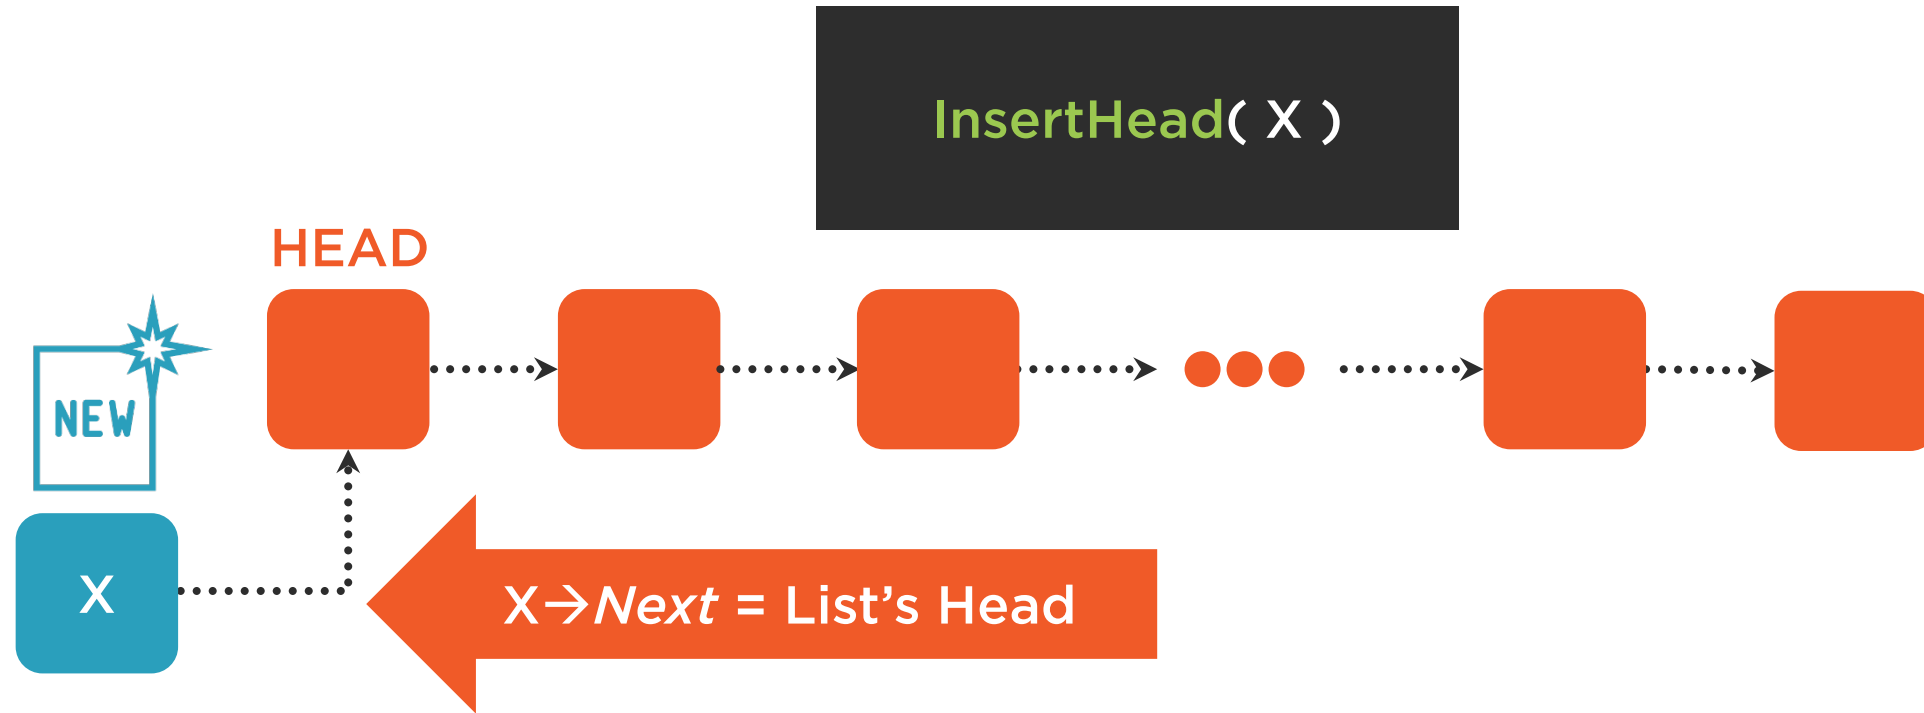 InsertHead( X )
HEAD
NEW
X
X→Next = List’s Head